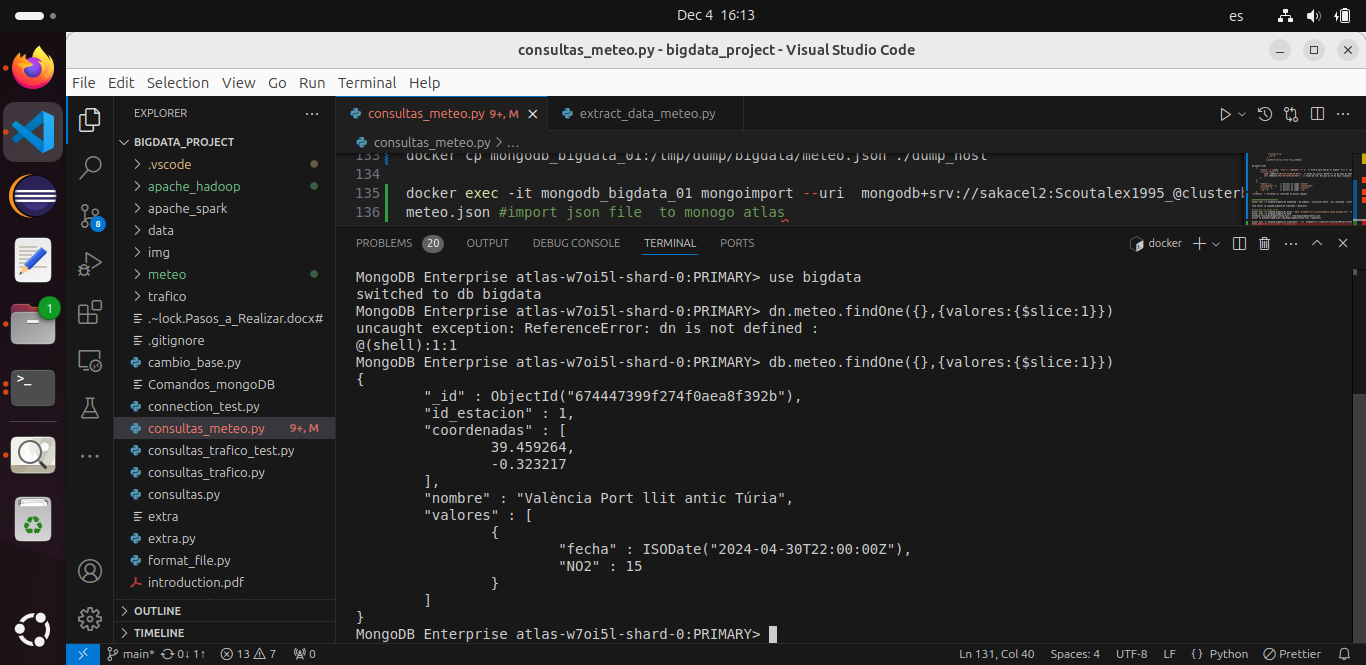 Dec 4 16:13
es
consultas_meteo.py - bigdata_project - Visual Studio Code
File Edit Selection View Go Run Terminal Help
EXPLORER
BIGDATA_PROJECT
.vscode
apache_hadoop
apache_spark
data
img
meteo
trafico
.~lock.Pasos_a_Realizar.docx#
.gitignore
cambio_base.py
Comandos_mongoDB
connection_test.py
consultas_meteo.py 9+, M
consultas_trafico_test.py
consultas_trafico.py
consultas.py
extra
extra.py
format_file.py
introduction.pdf
OUTLINE
TIMELINE
1
8
consultas_meteo.py 9+, M
extract_data_meteo.py
consultas_meteo.py > ...
133 docker cp mongodb_bigdata_01:/tmp/dump/bigdata/meteo.json ./dump_host
134
135 docker exec -it mongodb_bigdata_01 mongoimport --uri mongodb+srv://sakacel2:Scoutalex1995_@clusterb
136 meteo.json #import json file to monogo atlas
PROBLEMS 20 OUTPUT DEBUG CONSOLE TERMINAL PORTS
docker
MongoDB Enterprise atlas-w7oi5l-shard-0:PRIMARY> use bigdata
switched to db bigdata
MongoDB Enterprise atlas-w7oi5l-shard-0:PRIMARY> dn.meteo.findOne({},{valores:{$slice:1}})
uncaught exception: ReferenceError: dn is not defined :
@(shell):1:1
MongoDB Enterprise atlas-w7oi5l-shard-0:PRIMARY> db.meteo.findOne({},{valores:{$slice:1}})
{
"_id" : ObjectId("674447399f274f0aea8f392b"),
"id_estacion" : 1,
"coordenadas" : [
39.459264,
-0.323217
],
"nombre" : "València Port llit antic Túria",
"valores" : [
{
"fecha" : ISODate("2024-04-30T22:00:00Z"),
"NO2" : 15
}
]
}
MongoDB Enterprise atlas-w7oi5l-shard-0:PRIMARY>
main* 0↓ 1↑ 13 7 0
Ln 131, Col 40 Spaces: 4 UTF-8 LF { } Python Prettier